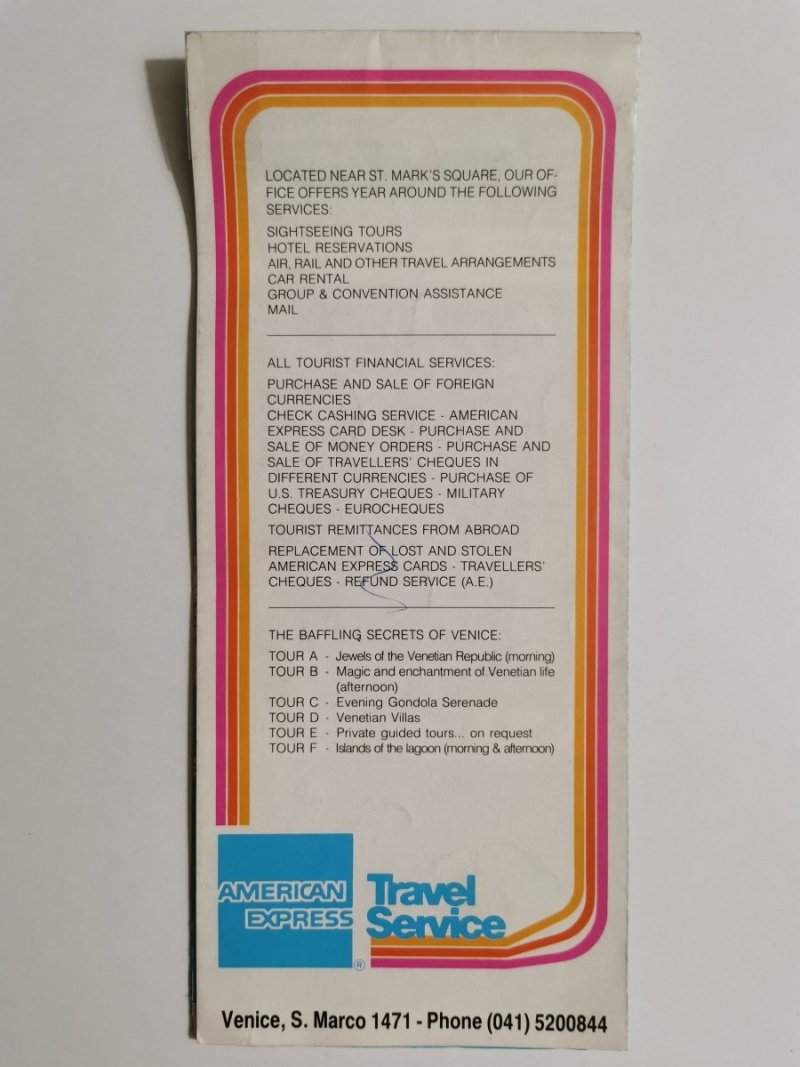 LOCATED NEAR ST. MARK'S SQUARE, OUR OF-
FICE OFFERS YEAR AROUND THE FOLLOWING
SERVICES:
SIGHTSEEING TOURS
HOTEL RESERVATIONS
AIR, RAIL AND OTHER TRAVEL ARRANGEMENTS
CAR RENTAL
GROUP & CONVENTION ASSISTANCE
MAIL
ALL TOURIST FINANCIAL SERVICES:
PURCHASE AND SALE OF FOREIGN
CURRENCIES
CHECK CASHING SERVICE - AMERICAN
EXPRESS CARD DESK - PURCHASE AND
SALE OF MONEY ORDERS - PURCHASE AND
SALE OF TRAVELLERS' CHEQUES IN
DIFFERENT CURRENCIES - PURCHASE OF
U.S. TREASURY CHEQUES - MILITARY
CHEQUES - EUROCHEQUES
TOURIST REMITTANCES FROM ABROAD
REPLACEMENT OF LOST AND STOLEN
AMERICAN EXPRESS CARDS - TRAVELLERS'
CHEQUES - REFUND SERVICE (A.E.)
THE BAFFLING SECRETS OF VENICE:
TOUR A - Jewels of the Venetian Republic (morning)
TOUR B - Magic and enchantment of Venetian life
(afternoon)
TOUR C - Evening Gondola Serenade
TOUR D - Venetian Villas
TOUR E - Private guided tours... on request
TOUR F - Islands of the lagoon (morning & afternoon)
AMERICAN
EXPRESS
®
Travel
Service
Venice, S. Marco 1471 - Phone (041) 5200844